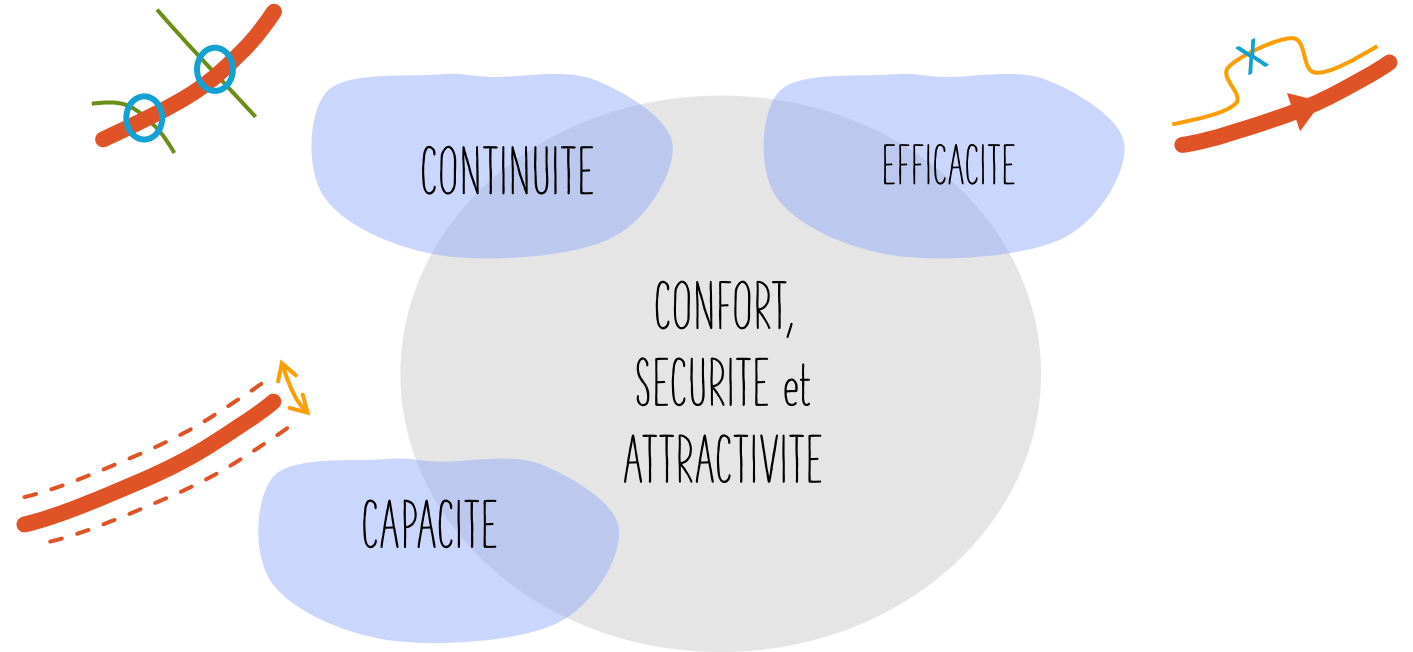 CONTINUITE
EFFICACITE
CONFORT,
SECURITE et
ATTRACTIVITE
CAPACITE